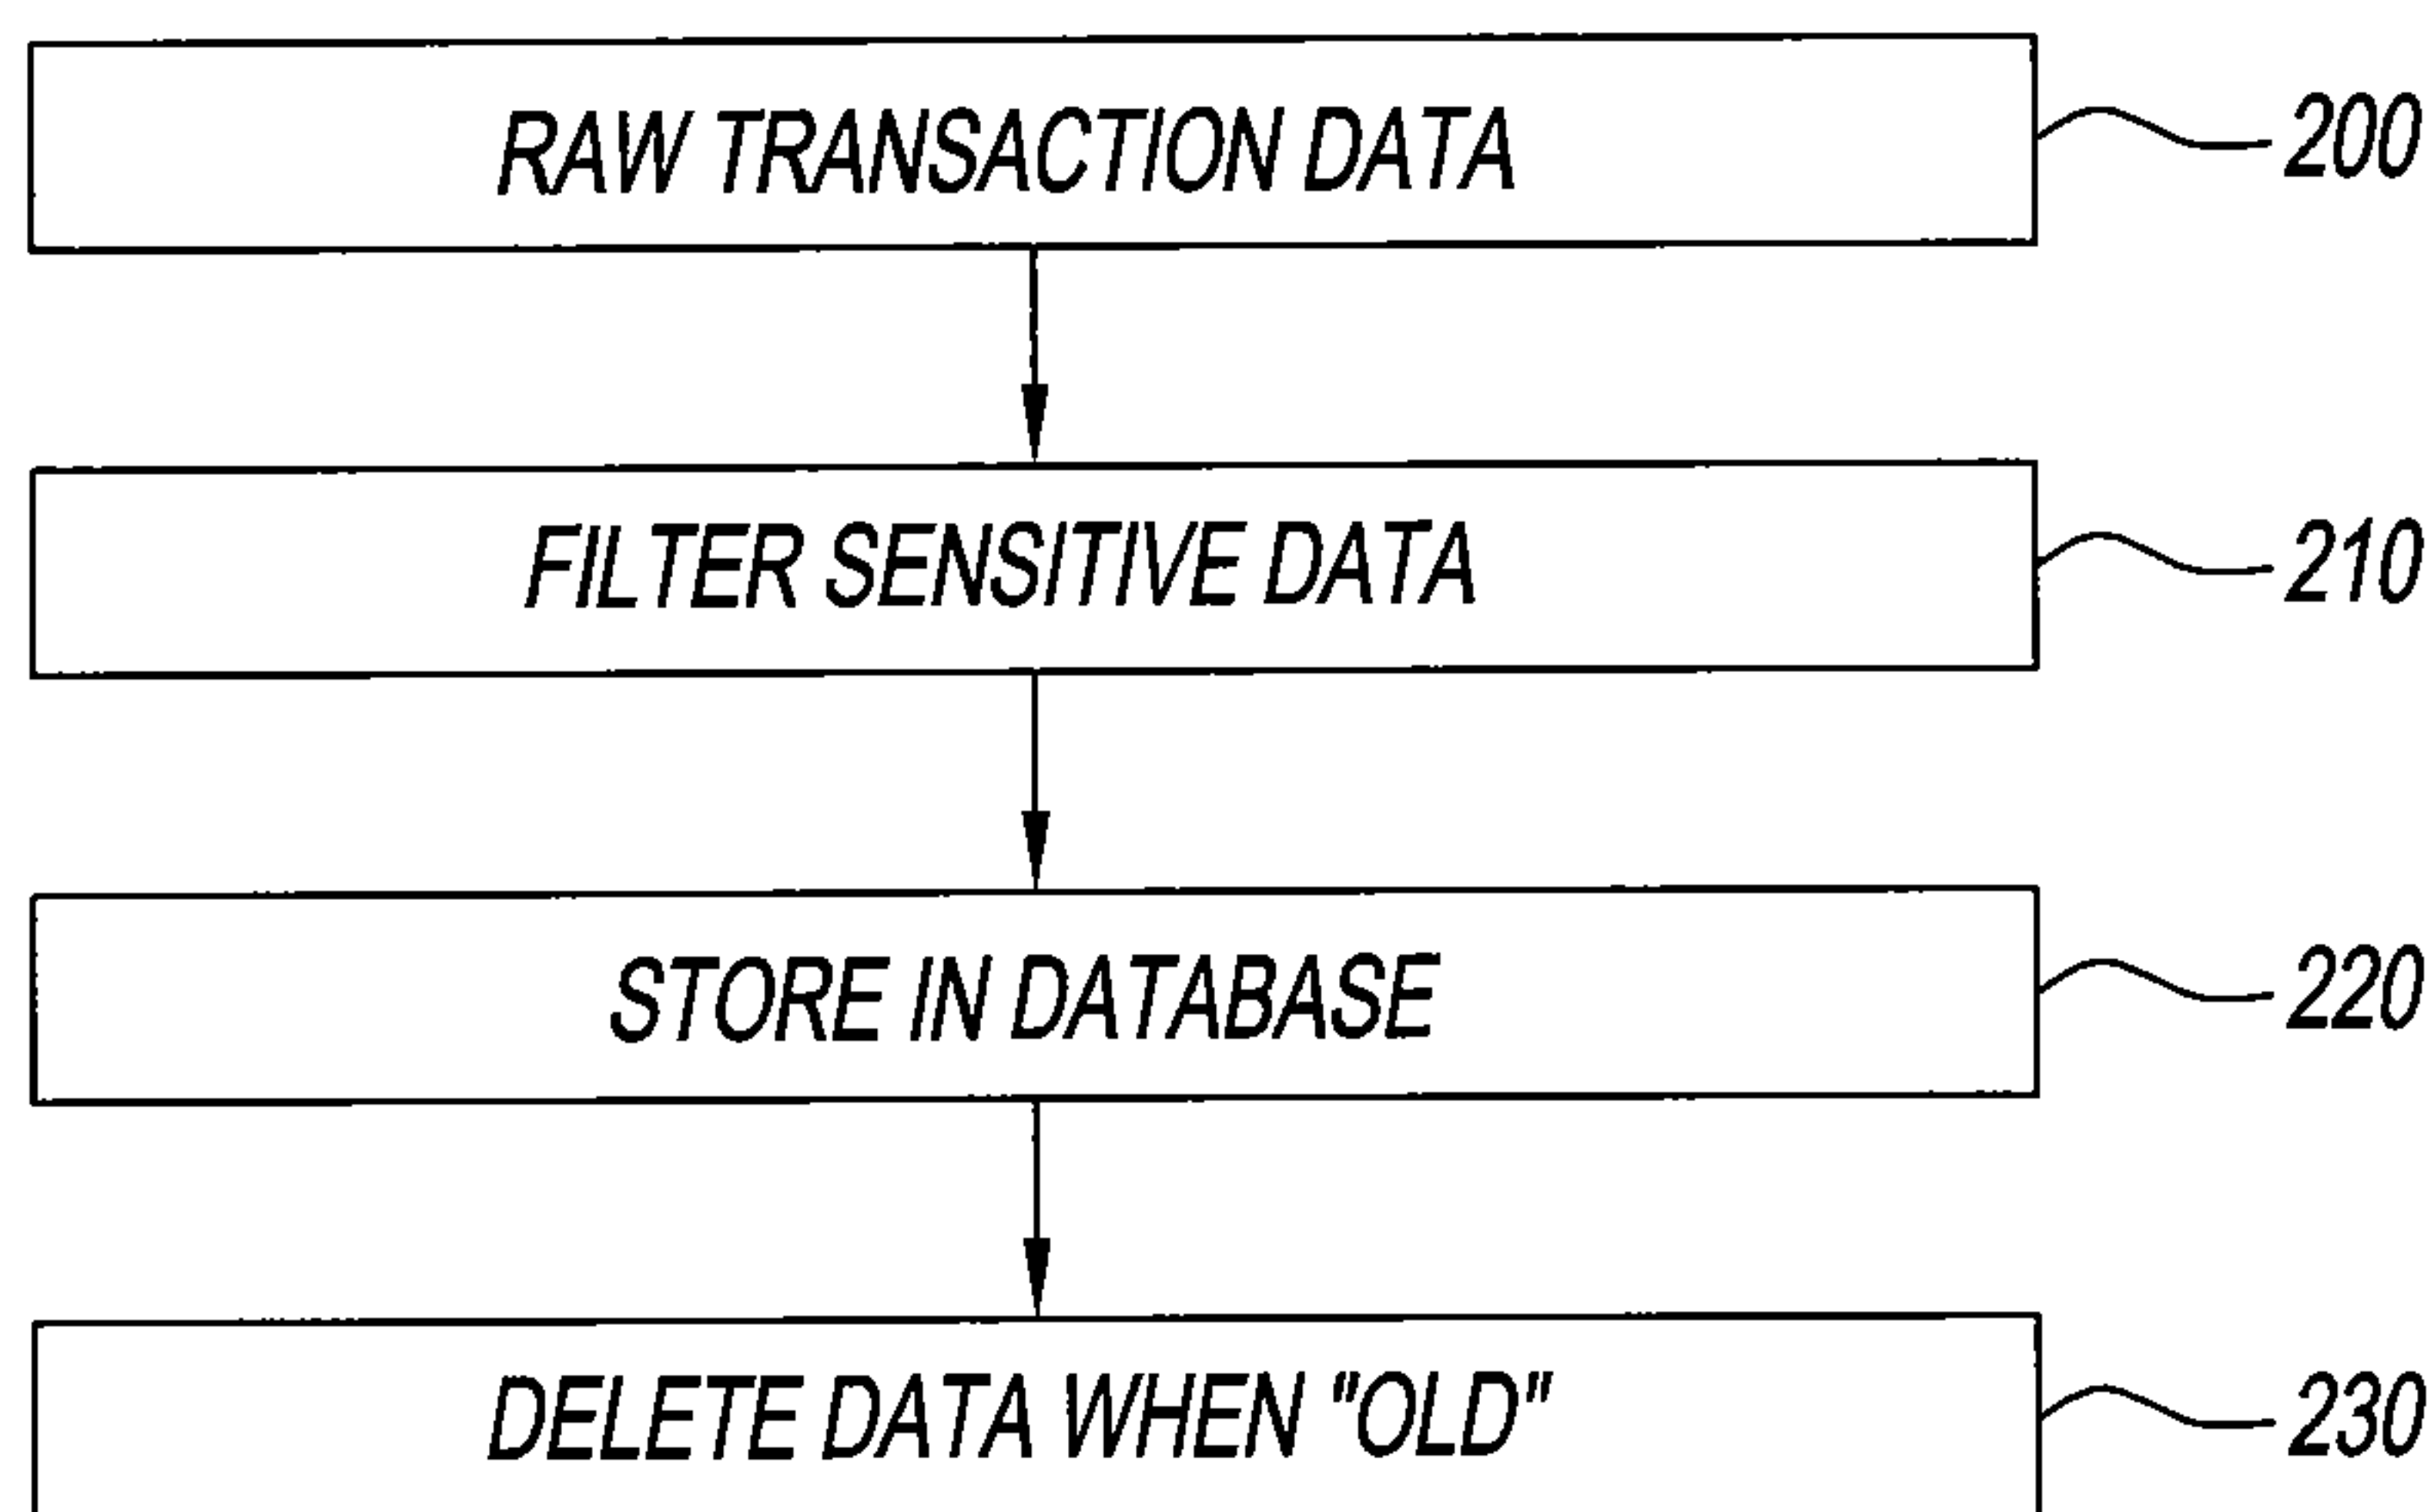 RAW TRANSACTION DATA 200
FILTER SENSITIVE DATA 210
STORE IN DATABASE 220
DELETE DATA WHEN "OLD" 230